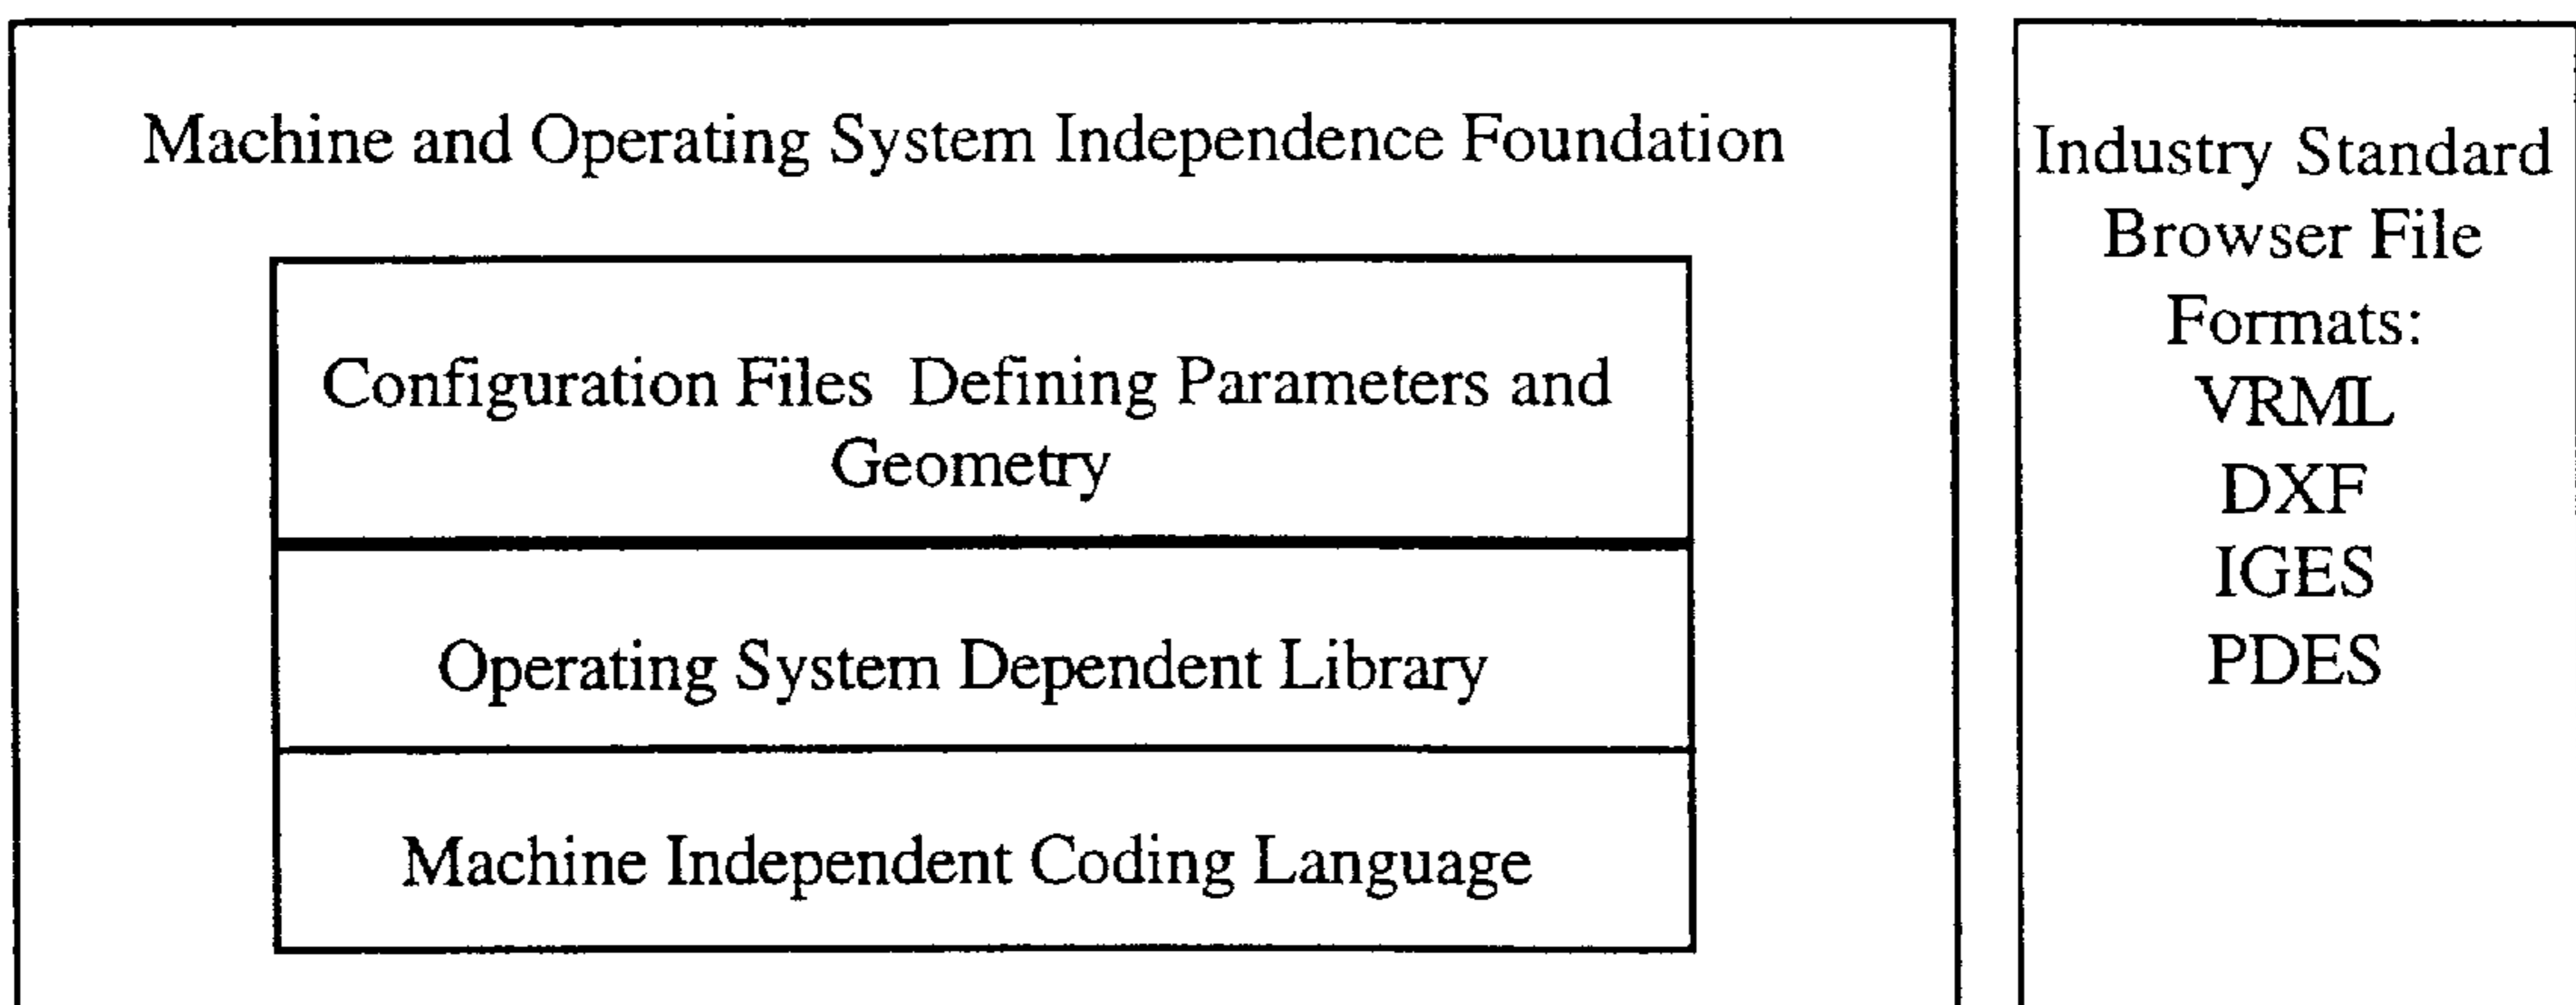 Machine and Operating System Independence Foundation
Configuration Files  Defining Parameters and
Geometry
Operating System Dependent Library
Machine Independent Coding Language
Industry Standard
Browser File
Formats:
VRML
DXF
IGES
PDES